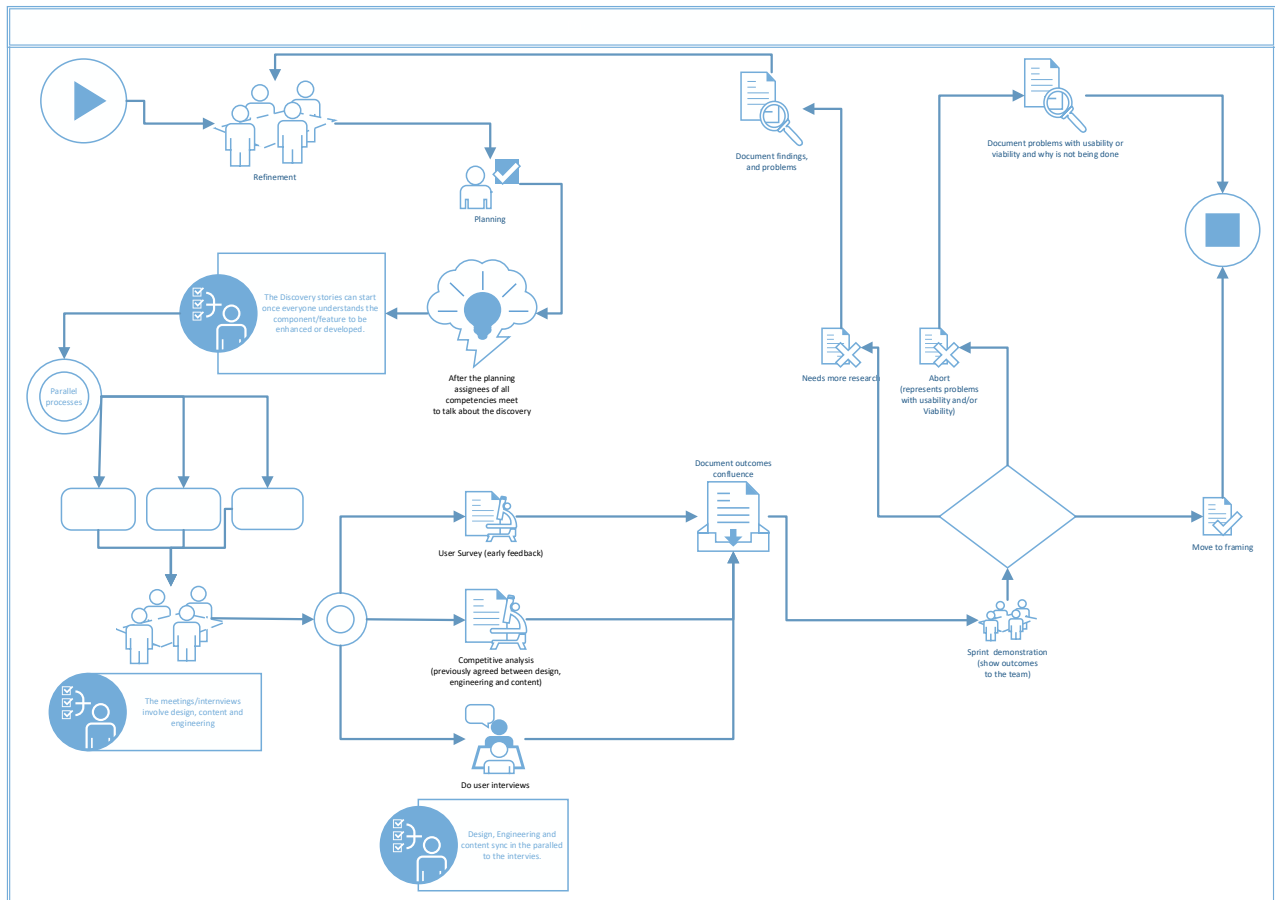 Refinement
Planning
Document findings,
and problems
Document problems with usability or
viability and why is not being done
The Discovery stories can start
once everyone understands the
component/feature to be
enhanced or developed.
After the planning
assignees of all
competencies meet
to talk about the discovery
Parallel
processes
Needs more research
Abort
(represents problems
with usability and/or
Viability)
Document outcomes
confluence
User Survey (early feedback)
Move to framing
Competitive analysis
(previously agreed between design,
engineering and content)
Sprint demonstration
(show outcomes
to the team)
The meetings/internviews
involve design, content and
engineering
Do user interviews
Design, Engineering and
content sync in the paralled
to the intervies.